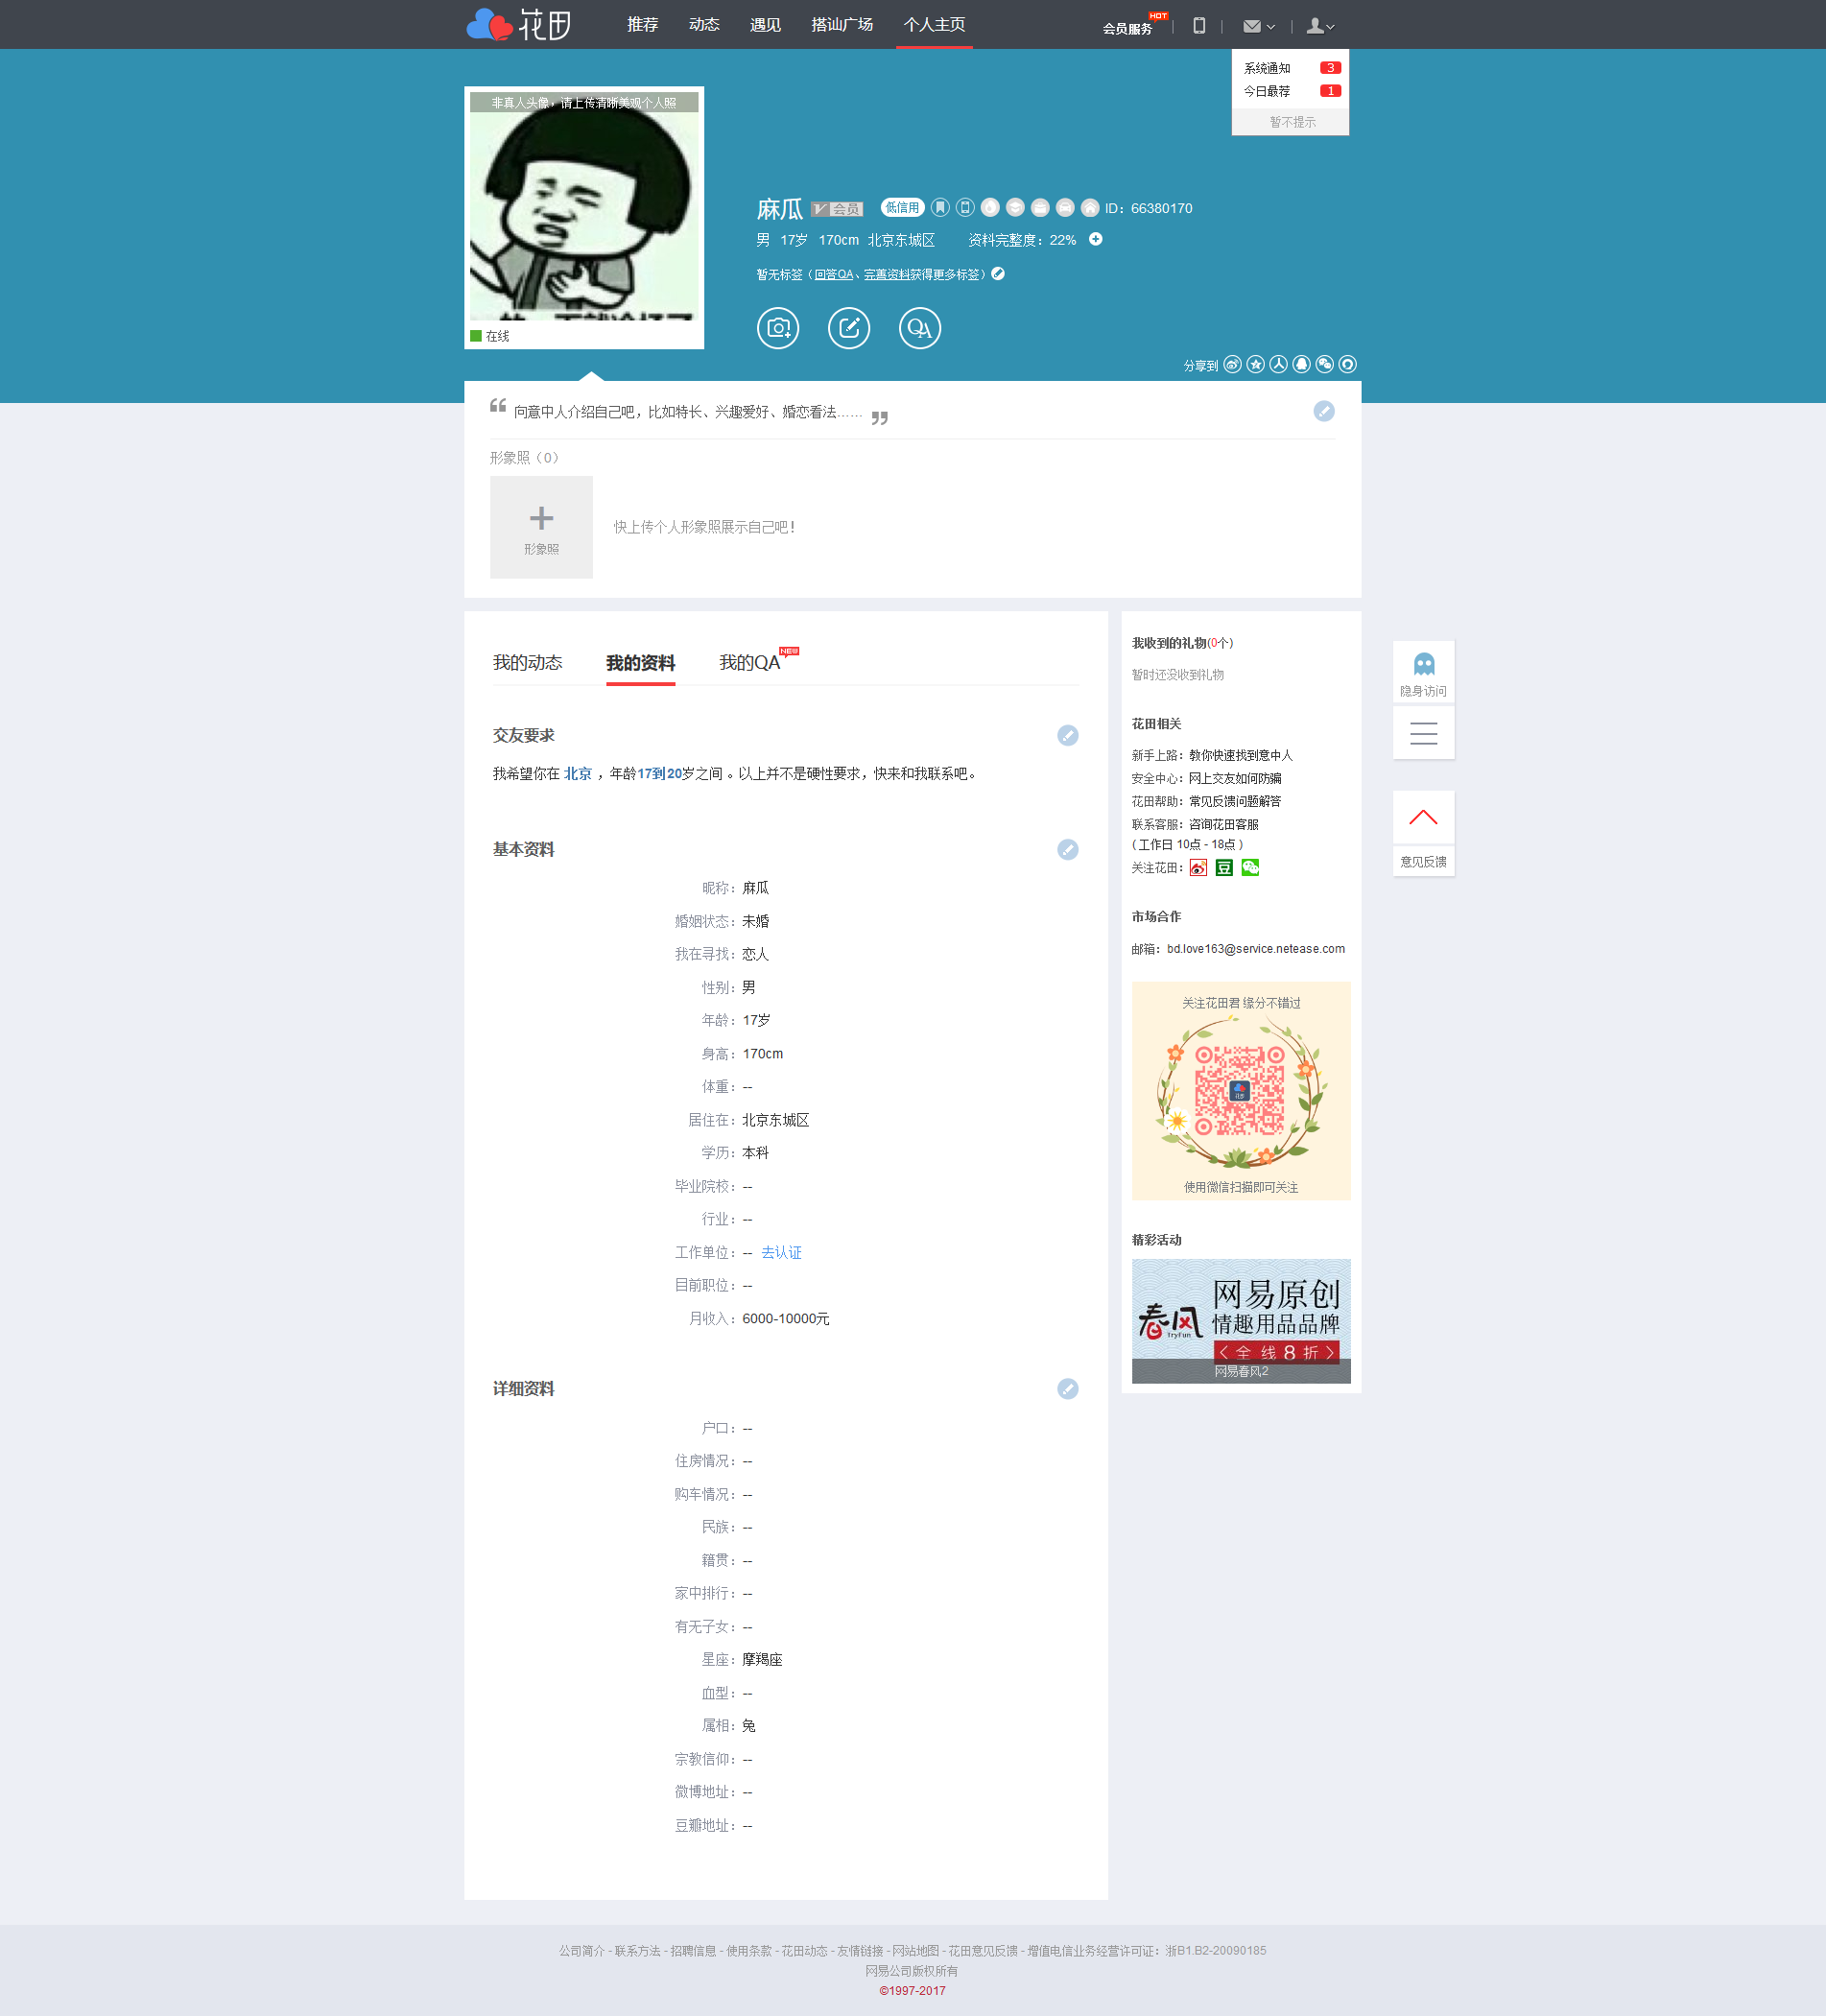 花田
推荐 动态 遇见 搭讪广场 个人主页
会员服务 HOT
系统通知 3
今日最荐 1
暂不提示
非真人头像，请上传清晰美观个人照
在线
麻瓜 V 会员 低信用 ID：66380170
男 17岁 170cm 北京东城区 资料完整度：22%
暂无标签（回答QA、完善资料获得更多标签）
QA
分享到
“ 向意中人介绍自己吧，比如特长、兴趣爱好、婚恋看法…… ”
形象照（0）
形象照
快上传个人形象照展示自己吧！
我的动态 我的资料 我的QA NEW
交友要求
我希望你在 北京 ，年龄17到20岁之间 。以上并不是硬性要求，快来和我联系吧。
基本资料
昵称：麻瓜
婚姻状态：未婚
我在寻找：恋人
性别：男
年龄：17岁
身高：170cm
体重：--
居住在：北京东城区
学历：本科
毕业院校：--
行业：--
工作单位：-- 去认证
目前职位：--
月收入：6000-10000元
详细资料
户口：--
住房情况：--
购车情况：--
民族：--
籍贯：--
家中排行：--
有无子女：--
星座：摩羯座
血型：--
属相：兔
宗教信仰：--
微博地址：--
豆瓣地址：--
我收到的礼物(0个)
暂时还没收到礼物
花田相关
新手上路：教你快速找到意中人
安全中心：网上交友如何防骗
花田帮助：常见反馈问题解答
联系客服：咨询花田客服
( 工作日 10点 - 18点 )
关注花田： 豆
市场合作
邮箱：bd.love163@service.netease.com
关注花田君 缘分不错过
花田
使用微信扫描即可关注
精彩活动
春风 TryFun
网易原创
情趣用品品牌
< 全线8折 >
网易春风2
隐身访问
意见反馈
公司简介 - 联系方法 - 招聘信息 - 使用条款 - 花田动态 - 友情链接 - 网站地图 - 花田意见反馈 - 增值电信业务经营许可证：浙B1.B2-20090185
网易公司版权所有
©1997-2017